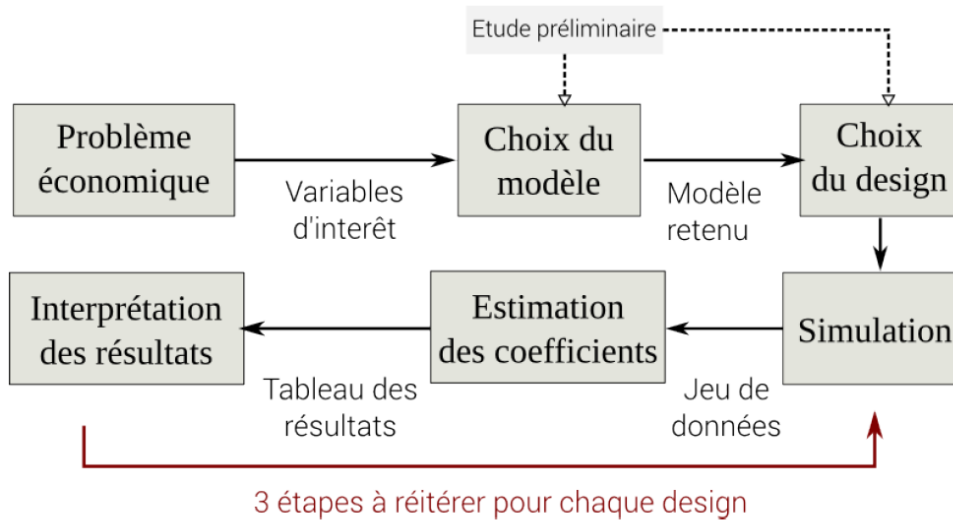 Etude préliminaire
Problème
économique
Variables
d'interêt
Choix du
modèle
Modèle
retenu
Choix
du design
Simulation
Jeu de
données
Estimation
des coefficients
Tableau des
résultats
Interprétation
des résultats
3 étapes à réitérer pour chaque design